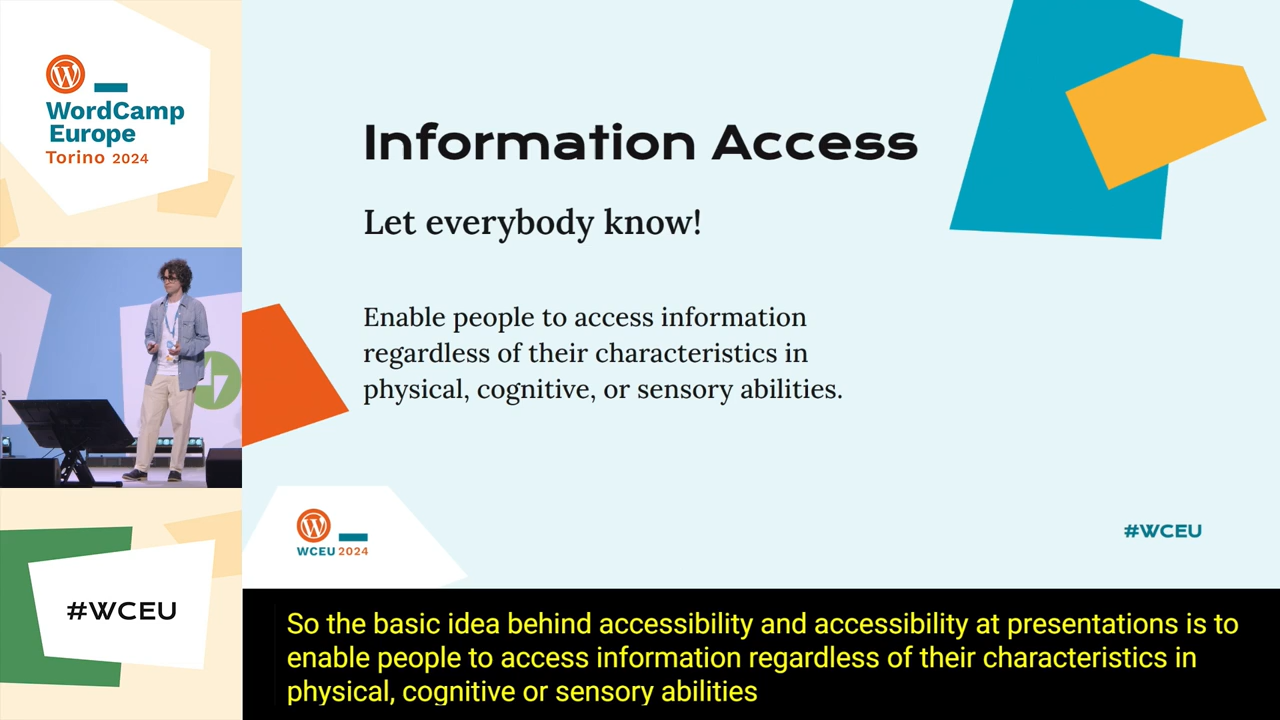 WordCamp
Europe
Torino 2024
Information Access
Let everybody know!
Enable people to access information
regardless of their characteristics in
physical, cognitive, or sensory abilities.
WCEU 2024
#WCEU
#WCEU
So the basic idea behind accessibility and accessibility at presentations is to
enable people to access information regardless of their characteristics in
physical, cognitive or sensory abilities